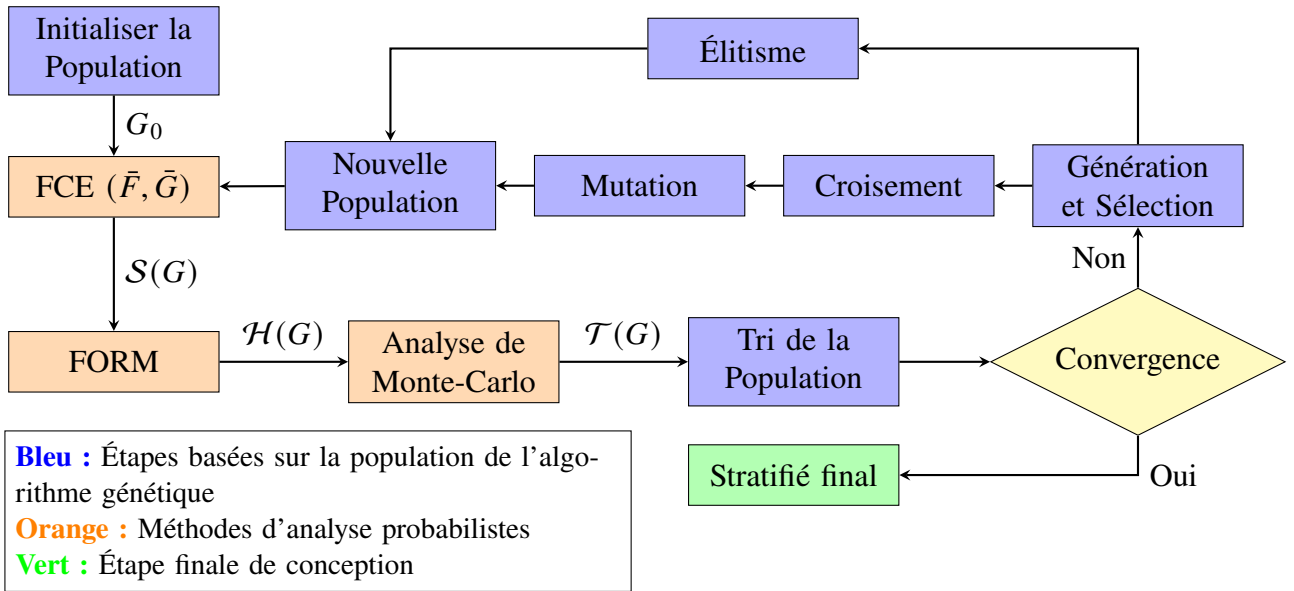 Initialiser la
Population
Élitisme
G₀
FCE (F̄, Ḡ)
Nouvelle
Population
Mutation
Croisement
Génération
et Sélection
Non
𝒮(G)
FORM
ℋ(G)
Analyse de
Monte-Carlo
𝒯(G)
Tri de la
Population
Convergence
Oui
Stratifié final
Bleu : Étapes basées sur la population de l'algo-
rithme génétique
Orange : Méthodes d'analyse probabilistes
Vert : Étape finale de conception